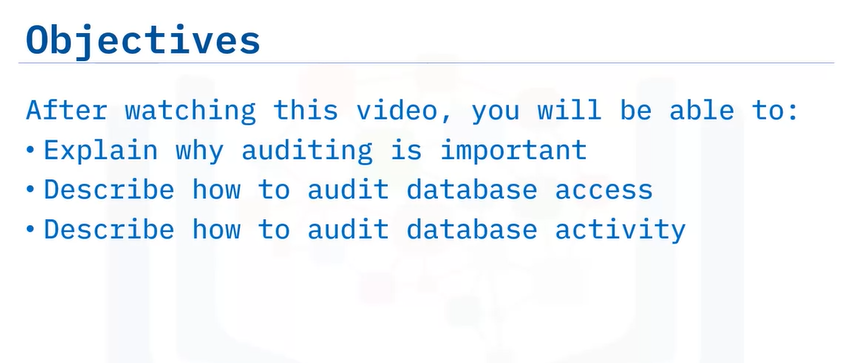 Objectives
After watching this video, you will be able to:
• Explain why auditing is important
• Describe how to audit database access
• Describe how to audit database activity